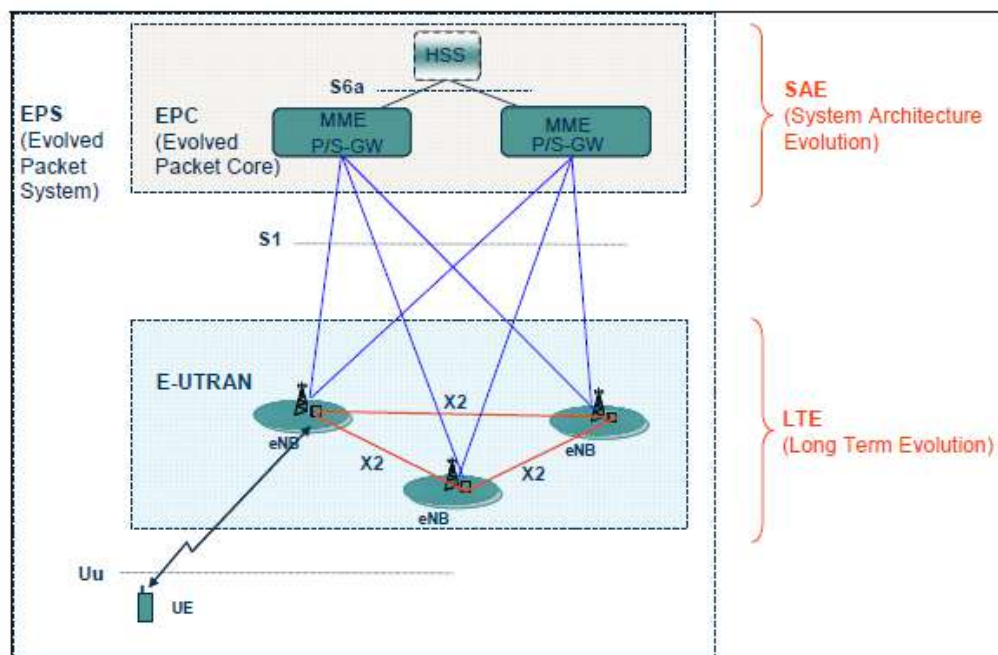 HSS
S6a
EPS
(Evolved
Packet
System)
EPC
(Evolved
Packet Core)
MME
P/S-GW
MME
P/S-GW
SAE
(System Architecture
Evolution)
S1
E-UTRAN
X2
eNB
eNB
X2
X2
eNB
LTE
(Long Term Evolution)
Uu
UE